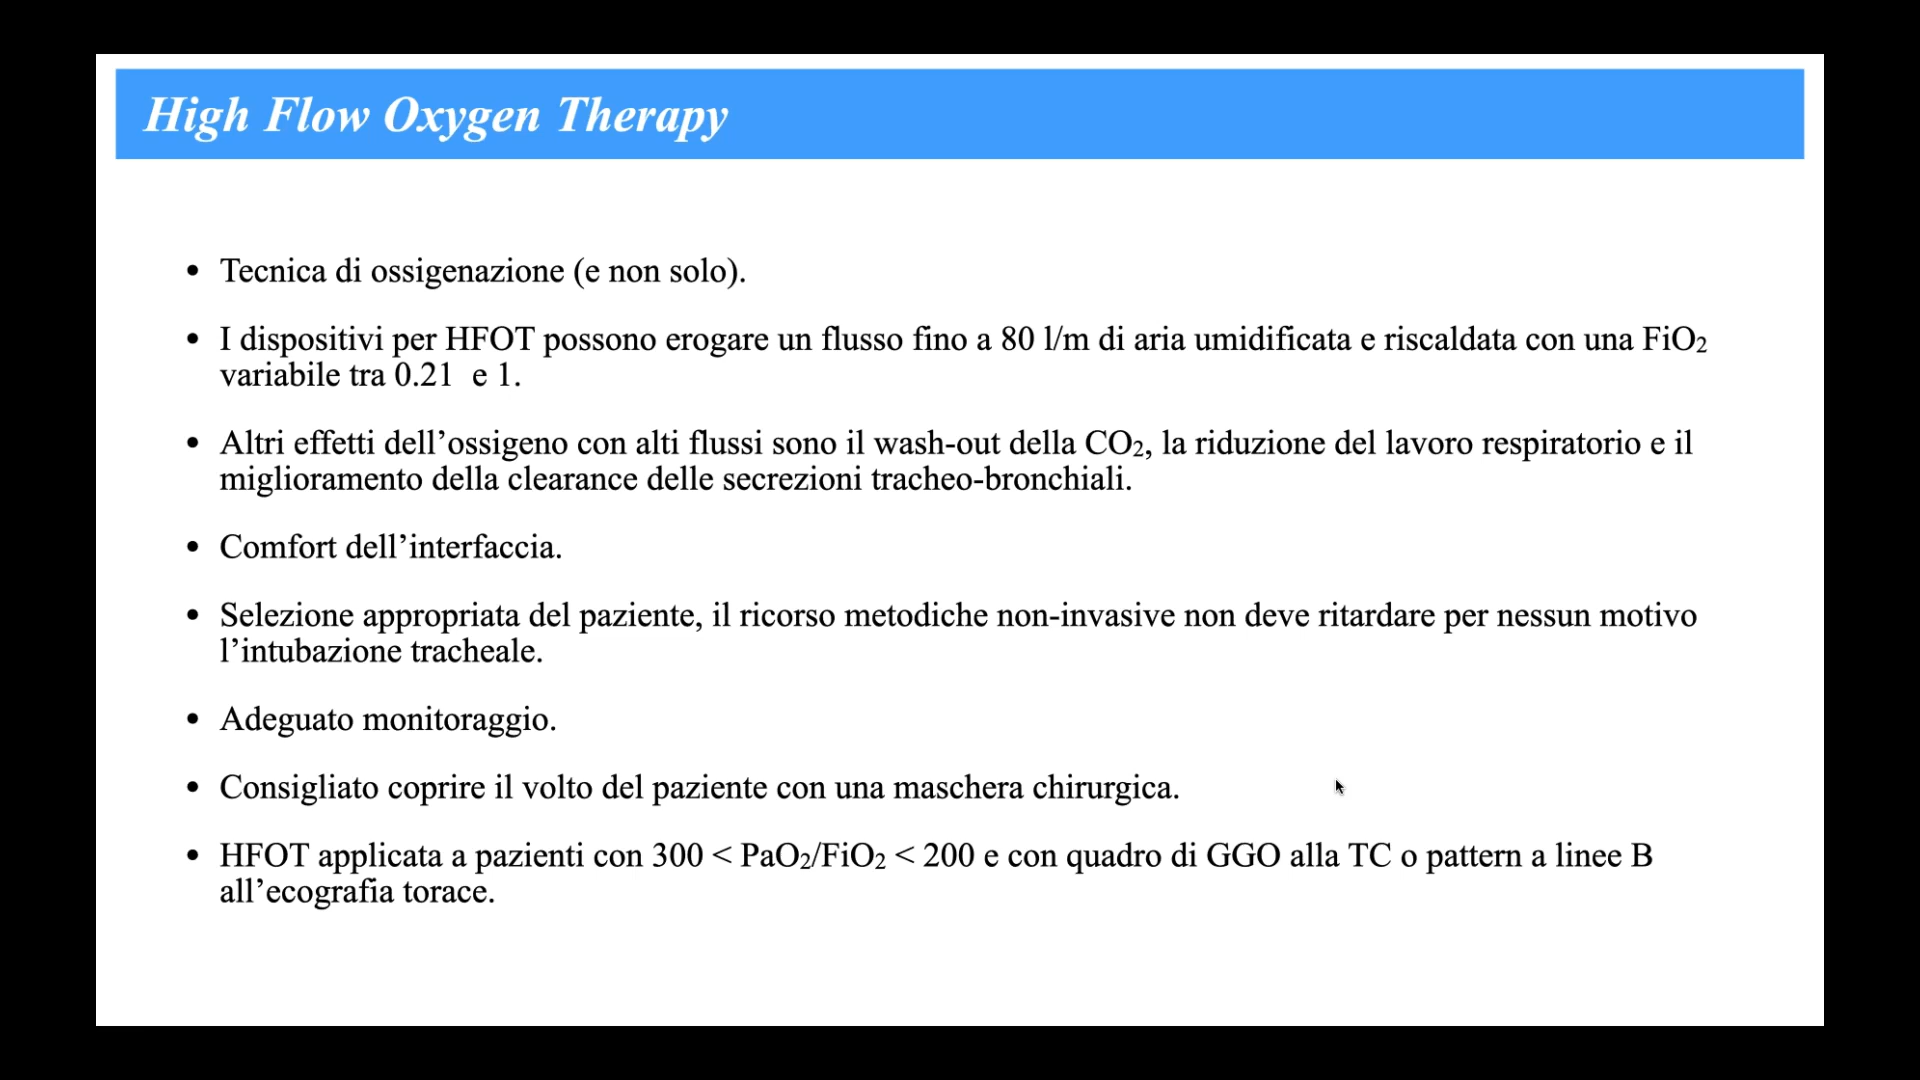 High Flow Oxygen Therapy
• Tecnica di ossigenazione (e non solo).
• I dispositivi per HFOT possono erogare un flusso fino a 80 l/m di aria umidificata e riscaldata con una FiO₂
variabile tra 0.21  e 1.
• Altri effetti dell’ossigeno con alti flussi sono il wash-out della CO₂, la riduzione del lavoro respiratorio e il
miglioramento della clearance delle secrezioni tracheo-bronchiali.
• Comfort dell’interfaccia.
• Selezione appropriata del paziente, il ricorso metodiche non-invasive non deve ritardare per nessun motivo
l’intubazione tracheale.
• Adeguato monitoraggio.
• Consigliato coprire il volto del paziente con una maschera chirurgica.
• HFOT applicata a pazienti con 300 < PaO₂/FiO₂ < 200 e con quadro di GGO alla TC o pattern a linee B
all’ecografia torace.